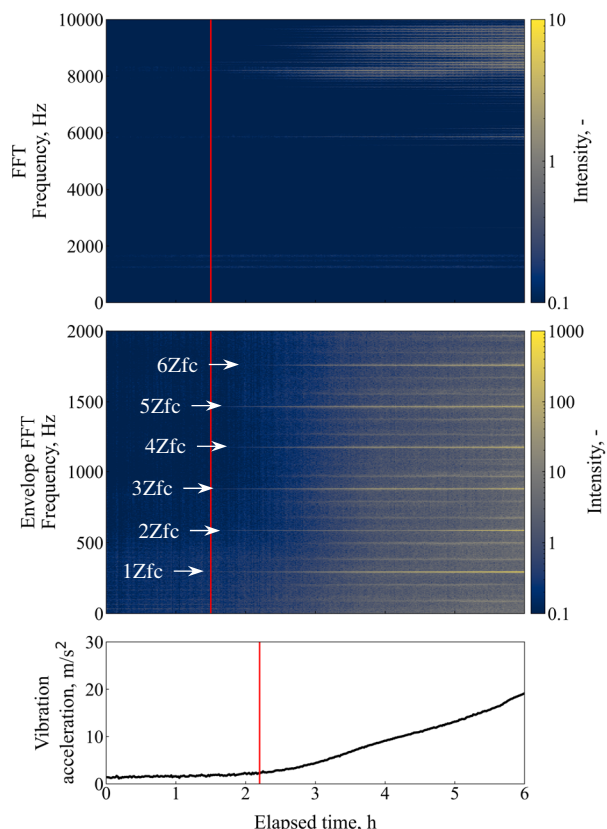 10000
8000
6000
4000
2000
0
FFT
Frequency, Hz
10
1
0.1
Intensity, -
2000
1500
1000
500
0
Envelope FFT
Frequency, Hz
6Zfc
5Zfc
4Zfc
3Zfc
2Zfc
1Zfc
1000
100
10
1
0.1
Intensity, -
30
20
10
0
Vibration
acceleration, m/s²
0 1 2 3 4 5 6
Elapsed time, h